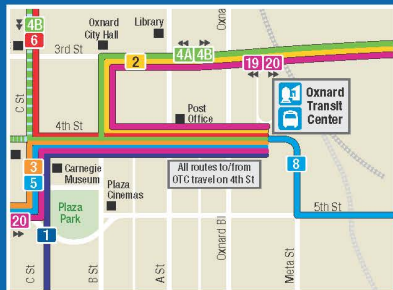 4B
6
Oxnard
City Hall
Library
Oxna
3rd St
2
4A 4B
19 20
Oxnard
Transit
Center
C St
4th St
Post
Office
3
5
Carnegie
Museum
All routes to/from
OTC travel on 4th St
8
Plaza
Cinemas
Plaza
Park
20
1
5th St
C St
B St
A St
Oxnard Bl
Meta St